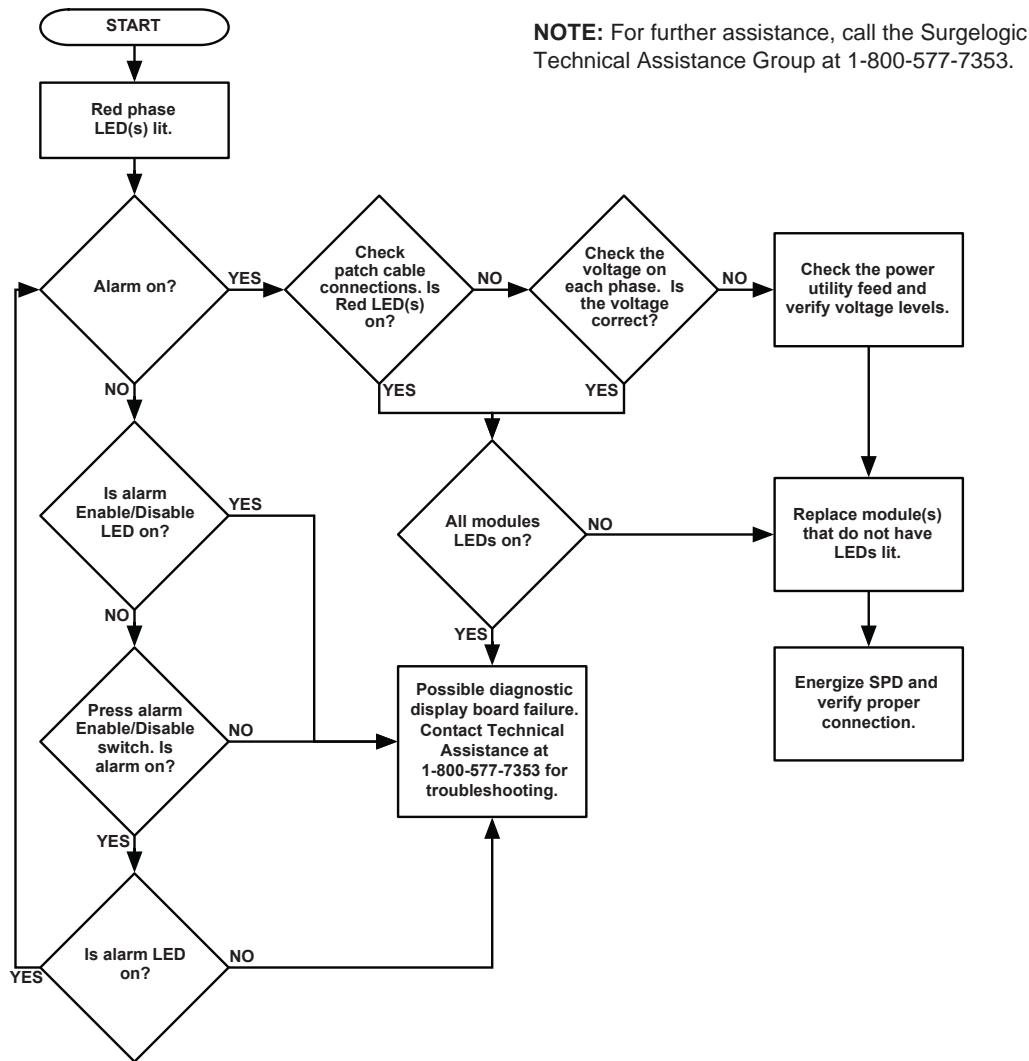 START
NOTE: For further assistance, call the Surgelogic
Technical Assistance Group at 1-800-577-7353.
Red phase
LED(s) lit.
Alarm on?
YES
NO
Check
patch cable
connections. Is
Red LED(s)
on?
NO
YES
Check the
voltage on
each phase. Is
the voltage
correct?
NO
YES
Check the power
utility feed and
verify voltage levels.
Is alarm
Enable/Disable
LED on?
YES
NO
All modules
LEDs on?
NO
YES
Replace module(s)
that do not have
LEDs lit.
Press alarm
Enable/Disable
switch. Is
alarm on?
NO
YES
Possible diagnostic
display board failure.
Contact Technical
Assistance at
1-800-577-7353 for
troubleshooting.
Energize SPD and
verify proper
connection.
Is alarm LED
on?
NO
YES